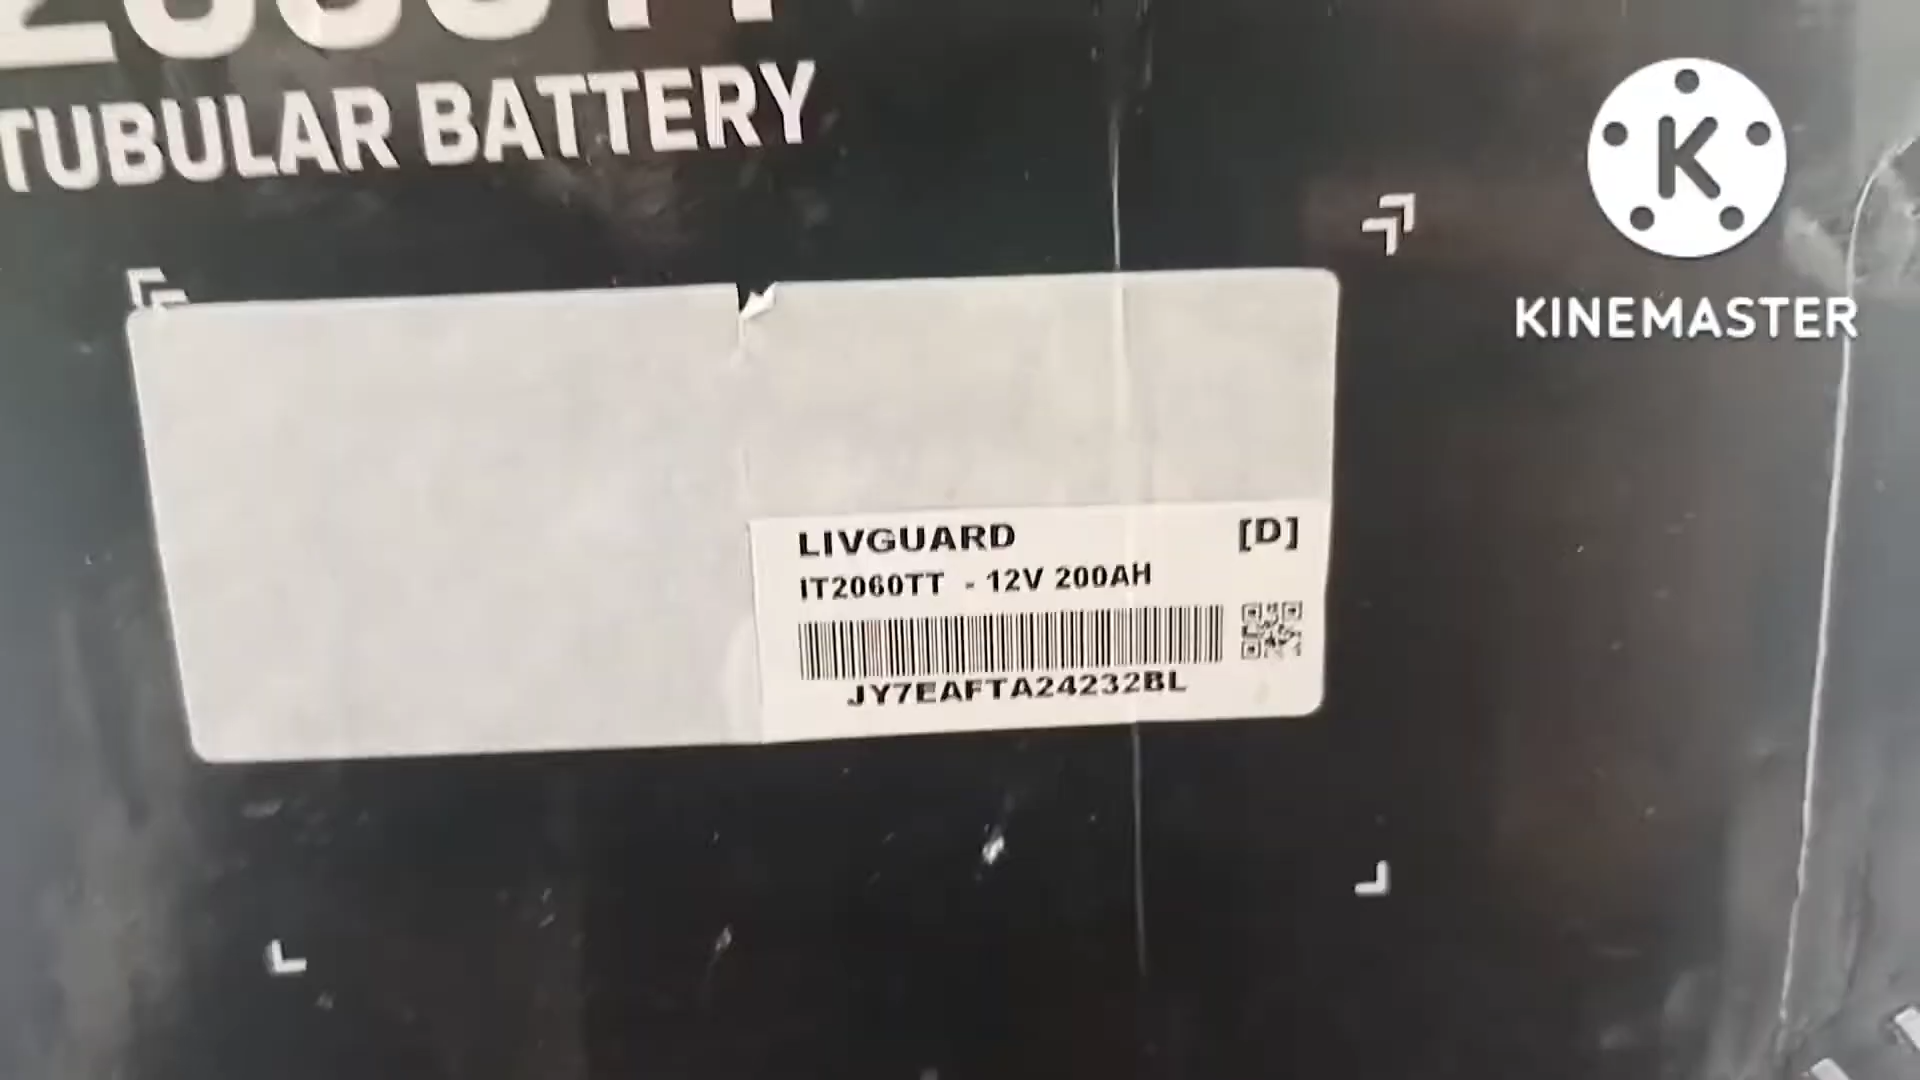 TUBULAR BATTERY
K
KINEMASTER
LIVGUARD [D]
IT2060TT - 12V 200AH
JY7EAFTA24232BL